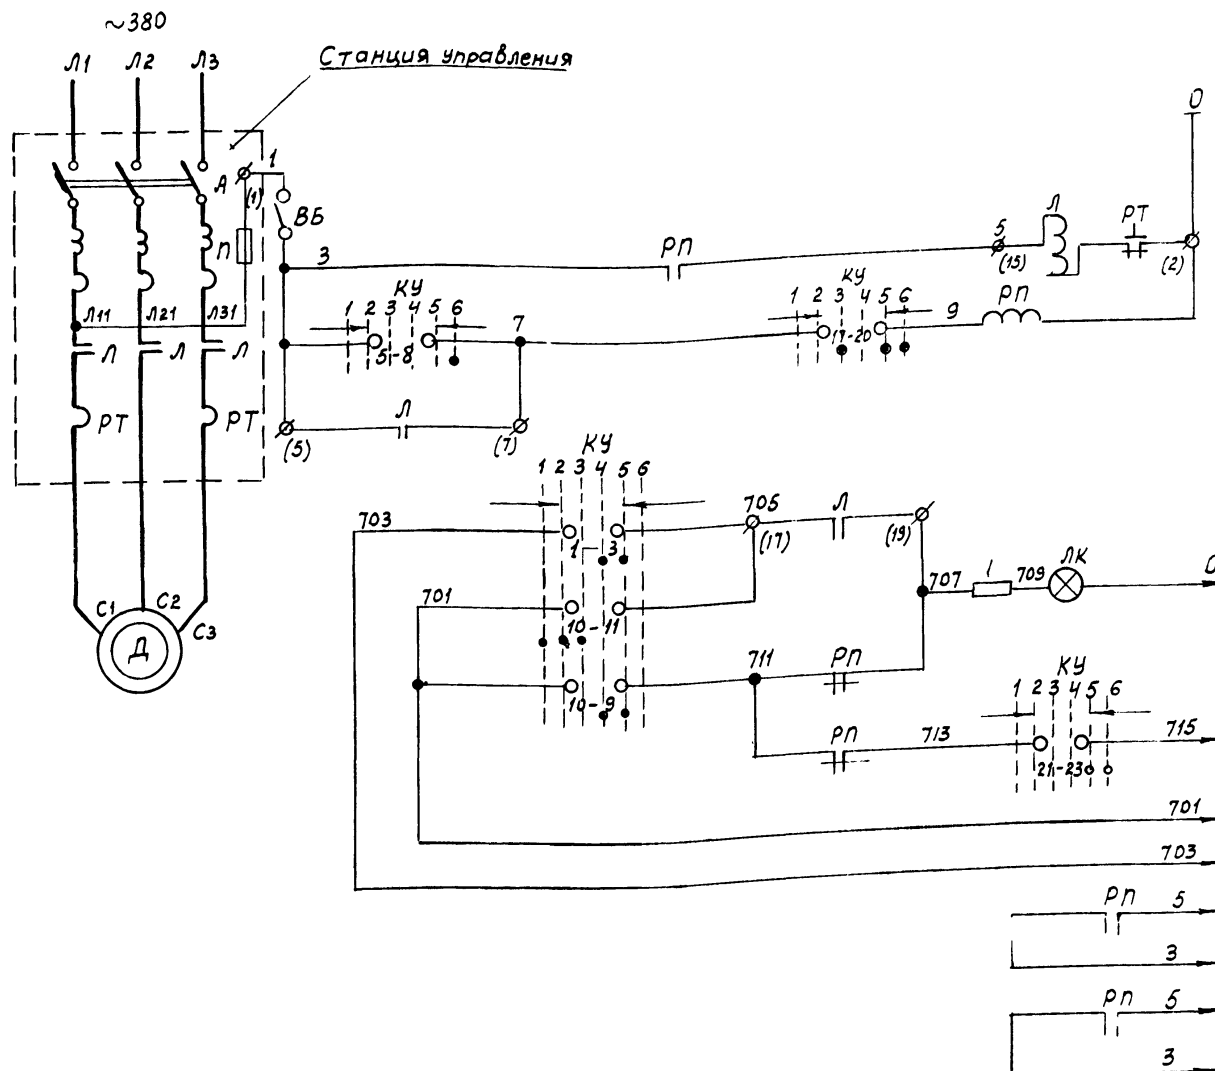 ~380
Станция управления
Л1 Л2 Л3
О
А
(1)
1
ВБ
П
3
РП
5
(15)
Л
РТ
(2)
Л11 Л21 Л31
КУ
1 2 3 4 5 6
5-8
7
КУ
1 2 3 4 5 6
17-20
9
РП
Л Л Л
РТ РТ
(5)
Л
(7)
КУ
1 2 3 4 5 6
703
1 3
705
(17)
Л
(19)
701
10-11
707
1
709
ЛК
С1 С2 С3
Д
10-9
711
РП
КУ
1 2 3 4 5 6
РП
713
21-23
715
701
703
РП 5
3
РП 5
3